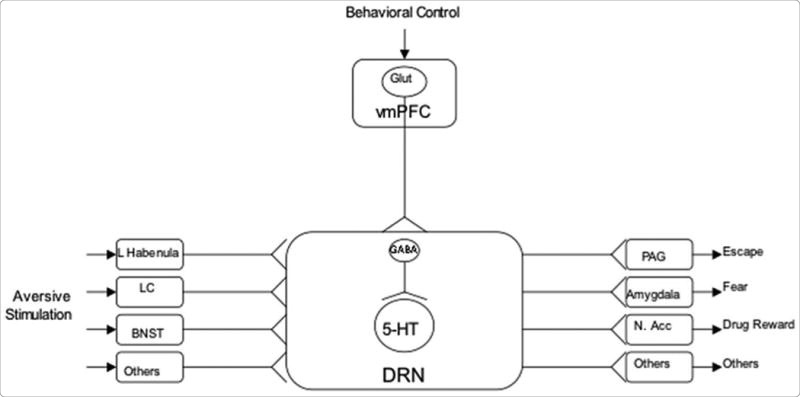 Behavioral Control
Glut
vmPFC
Aversive
Stimulation
L Habenula
LC
BNST
Others
GABA
5-HT
DRN
PAG
Amygdala
N. Acc
Others
Escape
Fear
Drug Reward
Others